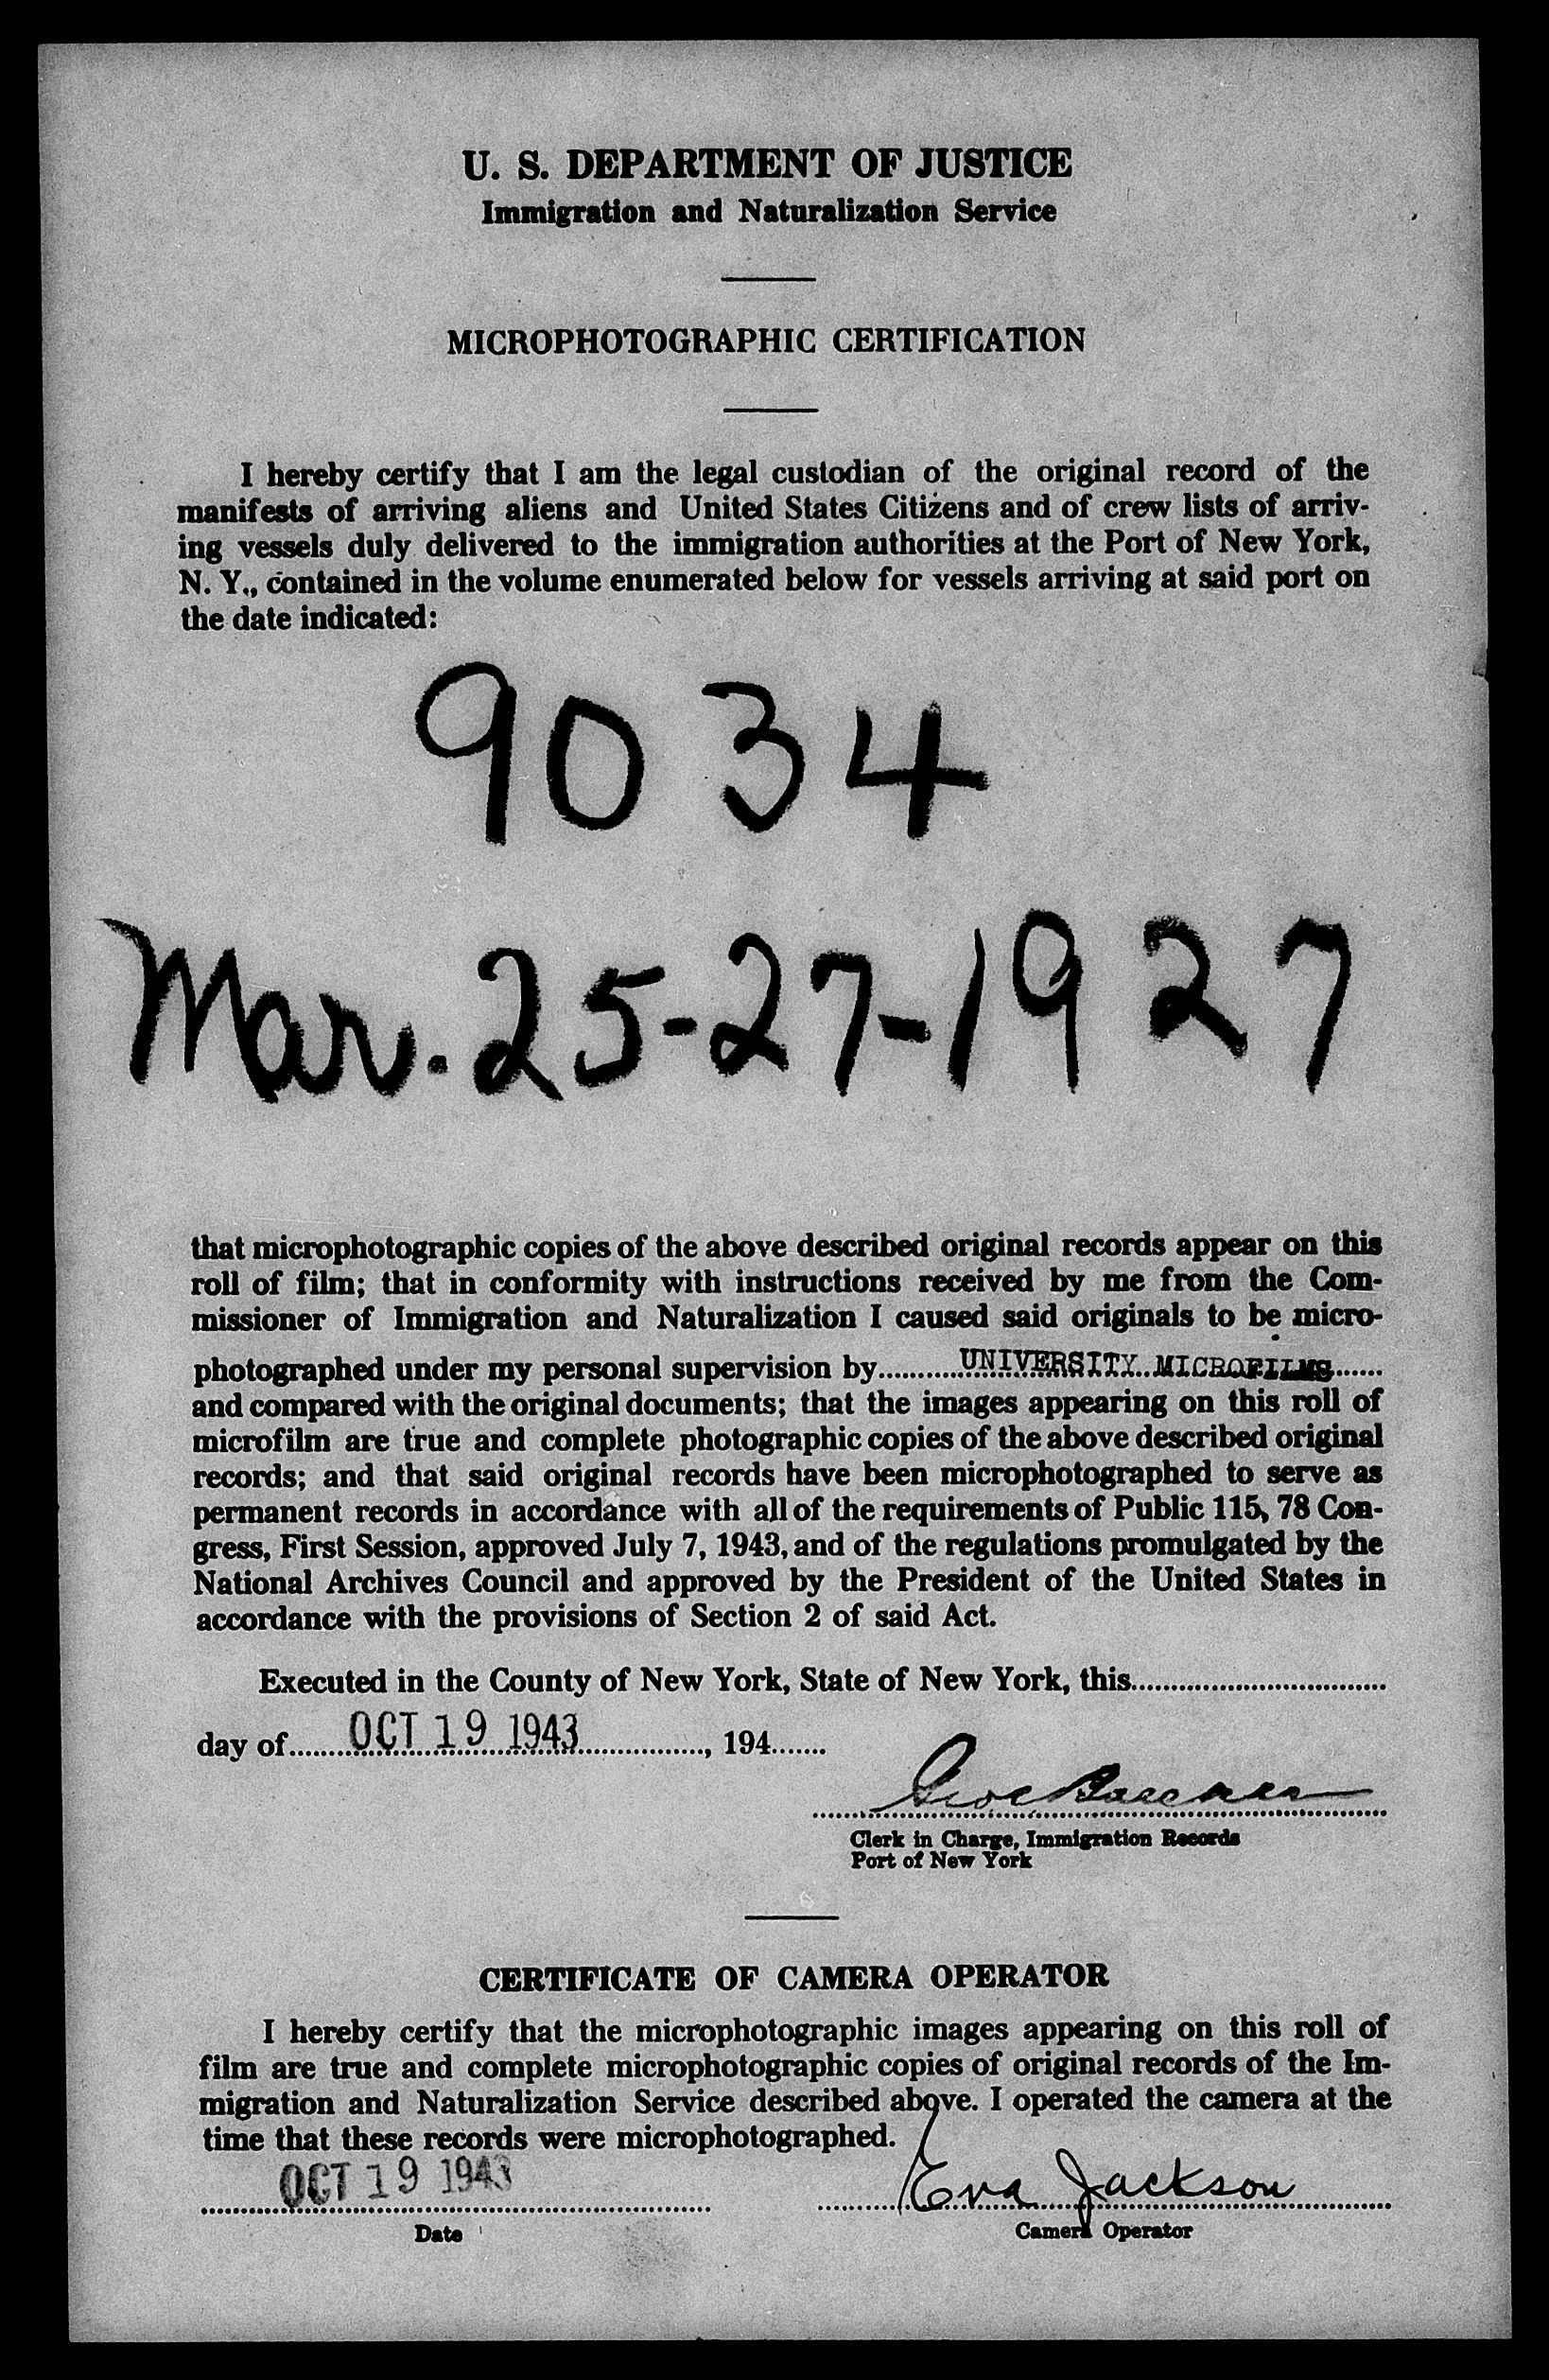 U. S. DEPARTMENT OF JUSTICE
Immigration and Naturalization Service
MICROPHOTOGRAPHIC CERTIFICATION
I hereby certify that I am the legal custodian of the original record of the
manifests of arriving aliens and United States Citizens and of crew lists of arriv-
ing vessels duly delivered to the immigration authorities at the Port of New York,
N. Y., contained in the volume enumerated below for vessels arriving at said port on
the date indicated:
9034
Mar. 25-27-1927
that microphotographic copies of the above described original records appear on this
roll of film; that in conformity with instructions received by me from the Com-
missioner of Immigration and Naturalization I caused said originals to be micro-
photographed under my personal supervision by............UNIVERSITY MICROFILMS......
and compared with the original documents; that the images appearing on this roll of
microfilm are true and complete photographic copies of the above described original
records; and that said original records have been microphotographed to serve as
permanent records in accordance with all of the requirements of Public 115, 78 Con-
gress, First Session, approved July 7, 1943, and of the regulations promulgated by the
National Archives Council and approved by the President of the United States in
accordance with the provisions of Section 2 of said Act.
Executed in the County of New York, State of New York, this................................
day of........OCT 19 1943................, 194.......
Clerk in Charge, Immigration Records
Port of New York
CERTIFICATE OF CAMERA OPERATOR
I hereby certify that the microphotographic images appearing on this roll of
film are true and complete microphotographic copies of original records of the Im-
migration and Naturalization Service described above. I operated the camera at the
time that these records were microphotographed.
OCT 19 1943
Eva Jackson
Date
Camera Operator